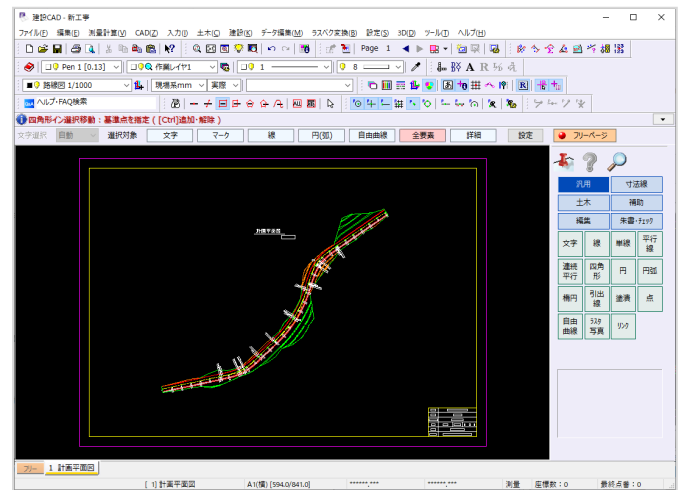 建設CAD - 新工事
ファイル(F) 編集(E) 測量計算(V) CAD(Z) 入力(I) 土木(C) 建設(K) データ編集(M) ラスベクタ変換(B) 設定(S) 3D(D) ツール(T) ヘルプ(H)
Page 1
Pen 1 [0.13] 作業レイヤ1 1 8 A R
路線図 1/1000 現場系mm 実際 R
Q&A ヘルプ・FAQ検索
四角形イン選択移動：基準点を指定 ( [Ctrl]追加・解除 )
文字選択 自動 選択対象 文字 マーク 線 円(弧) 自由曲線 全要素 詳細 設定 フリーページ
汎用 寸法線
土木 補助
編集 朱書・チェック
文字 線 単線 平行線
連続平行 四角形 円 円弧
楕円 引出線 塗潰 点
自由曲線 ラスタ写真 リンク
計画平面図
フリー 1 計画平面図
[ 1] 計画平面図 A1(横) [594.0/841.0] ******.*** ******.*** 測量 座標数：0 最終点番：0